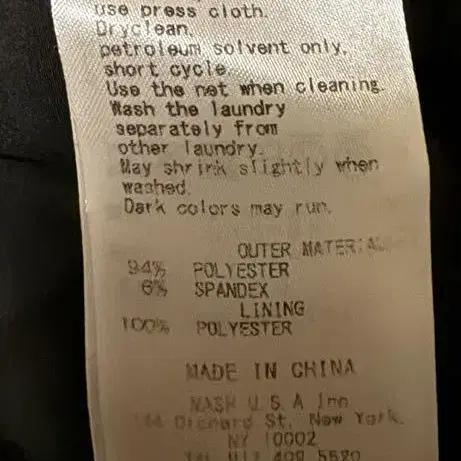 use press cloth.
Dryclean,
petroleum solvent only,
short cycle.
Use the net when cleaning.
Wash the laundry
separately from
other laundry.
May shrink slightly when
washed.
Dark colors may run.
OUTER MATERIAL
94% POLYESTER
6% SPANDEX
LINING
100% POLYESTER
MADE IN CHINA
MASH U.S.A Inc.
Orchard St, New York,
NY 10002